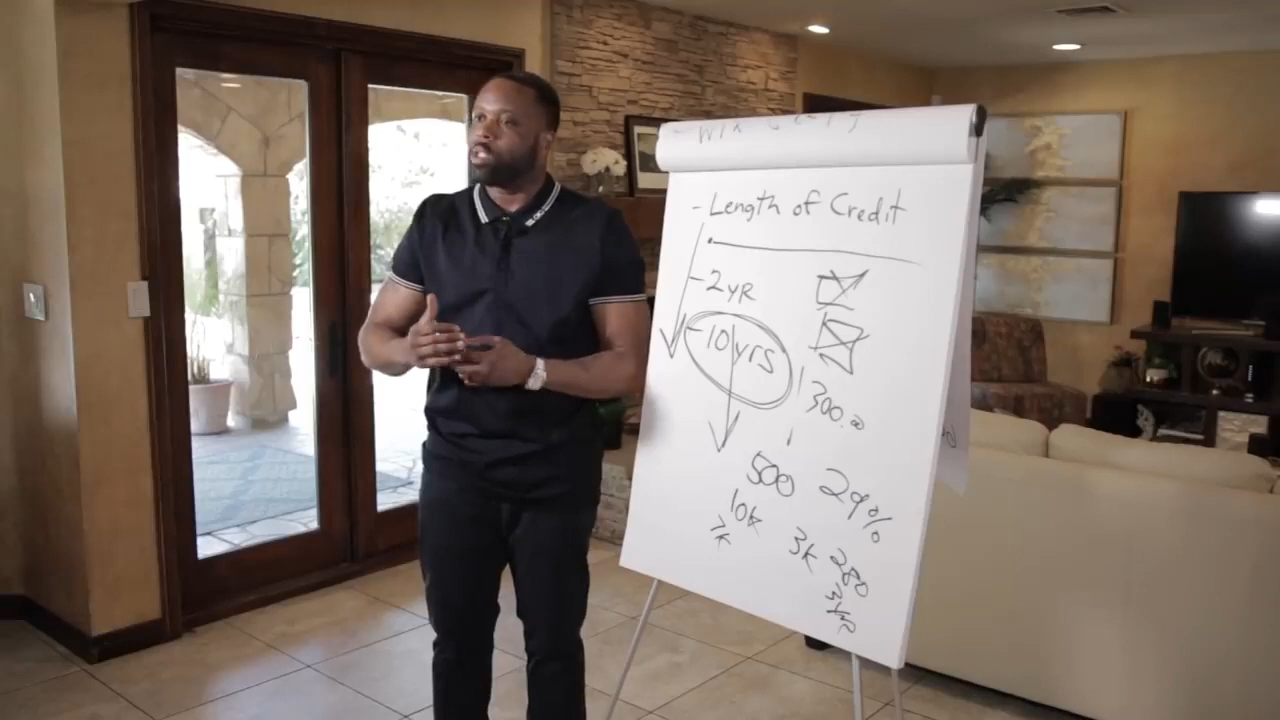 - Length of Credit
- 2yR
- 10yrs
300.00
500 29%
10k
7k
3k 280
3yr